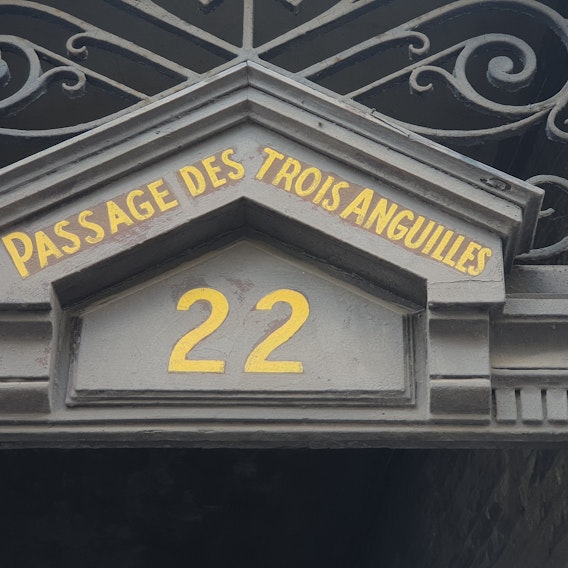 PASSAGE DES TROIS ANGUILLES
22